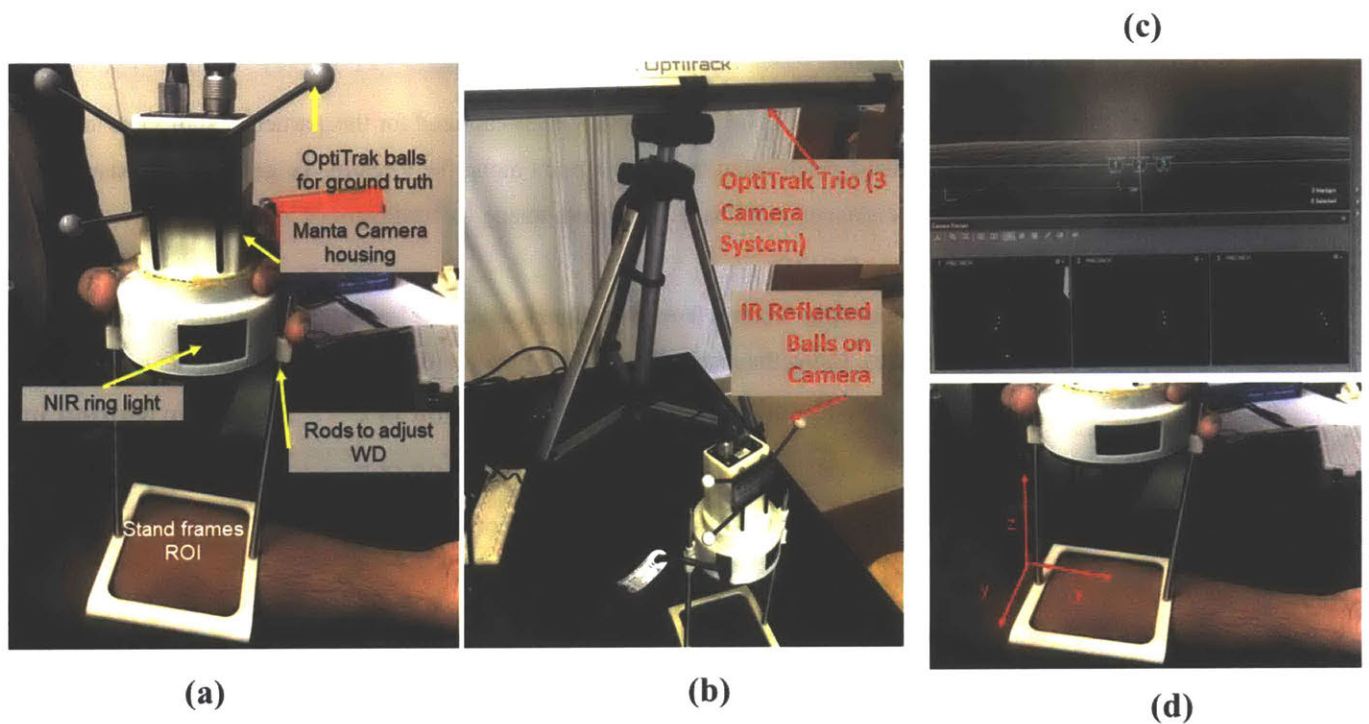 (c)
OptiTrack
OptiTrak balls
for ground truth
Manta Camera
housing
NIR ring light
Rods to adjust
WD
Stand frames
ROI
OptiTrak Trio (3
Camera
System)
IR Reflected
Balls on
Camera
z
y
x
(a)
(b)
(d)